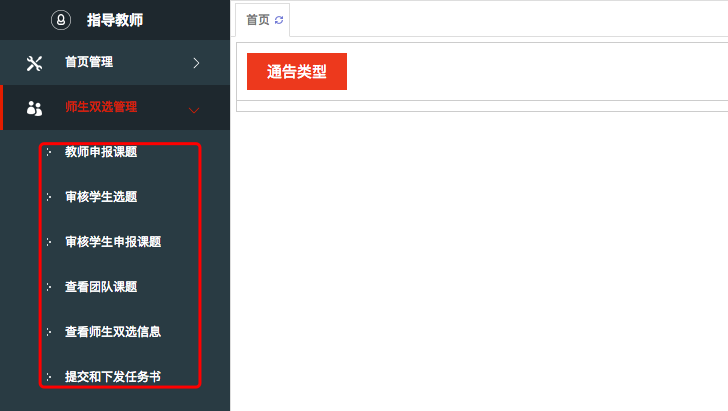 指导教师
首页管理
师生双选管理
教师申报课题
审核学生选题
审核学生申报课题
查看团队课题
查看师生双选信息
提交和下发任务书
首页
通告类型